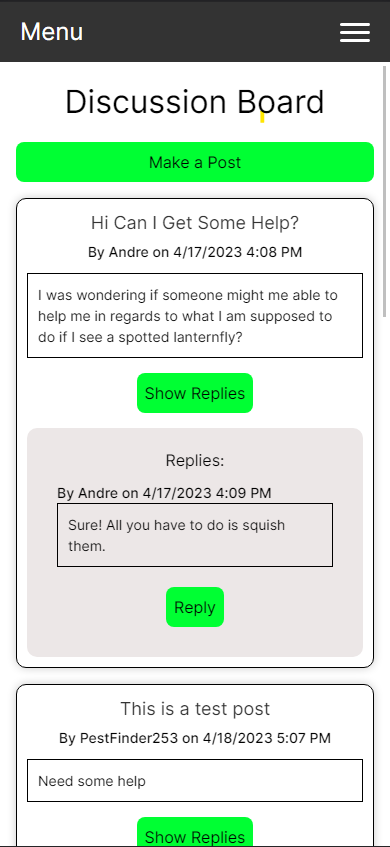 Menu
Discussion Board
Make a Post
Hi Can I Get Some Help?
By Andre on 4/17/2023 4:08 PM
I was wondering if someone might me able to
help me in regards to what I am supposed to
do if I see a spotted lanternfly?
Show Replies
Replies:
By Andre on 4/17/2023 4:09 PM
Sure! All you have to do is squish
them.
Reply
This is a test post
By PestFinder253 on 4/18/2023 5:07 PM
Need some help
Show Replies